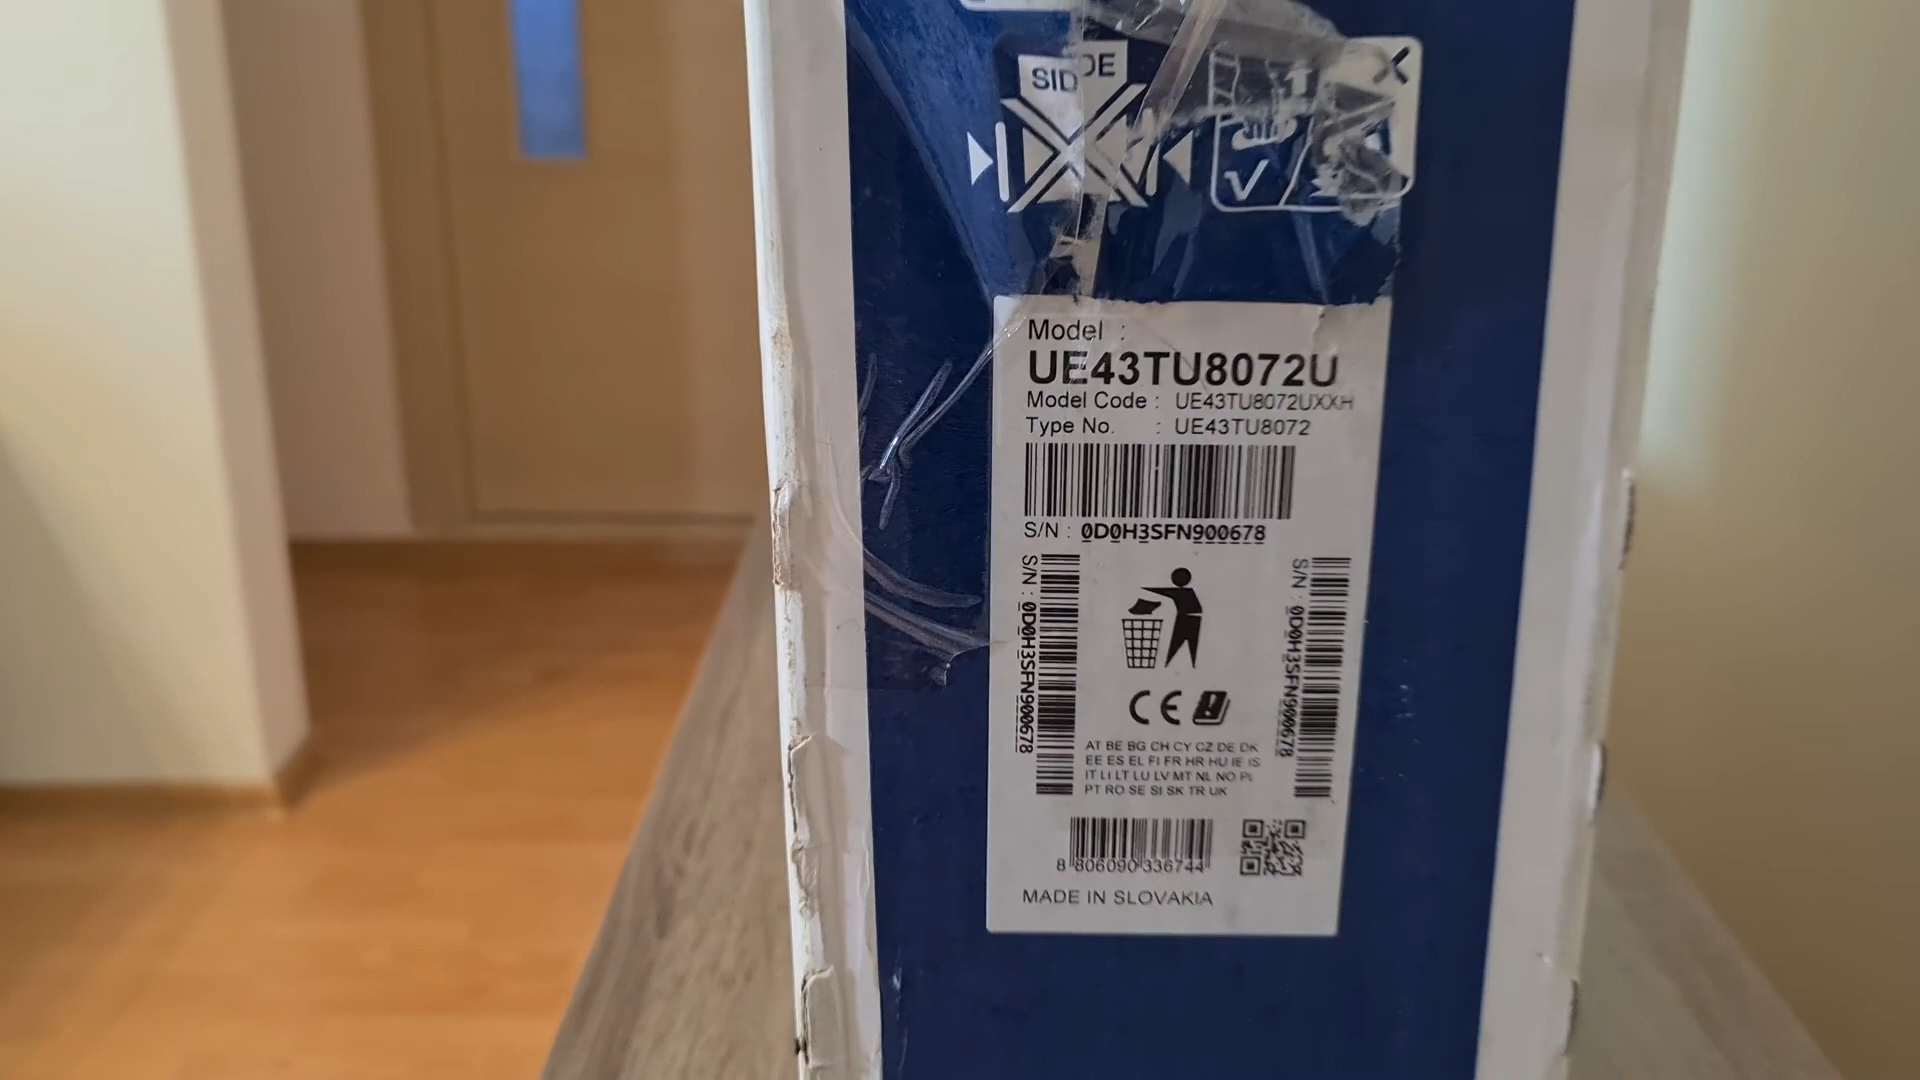 SIDE
Model :
UE43TU8072U
Model Code : UE43TU8072UXXH
Type No. : UE43TU8072
S/N : 0D0H3SFN900678
S/N : 0D0H3SFN900678
S/N : 0D0H3SFN900678
CE
AT BE BG CH CY CZ DE DK
EE ES EL FI FR HR HU IE IS
IT LI LT LU LV MT NL NO PL
PT RO SE SI SK TR UK
8 806090 336744
MADE IN SLOVAKIA